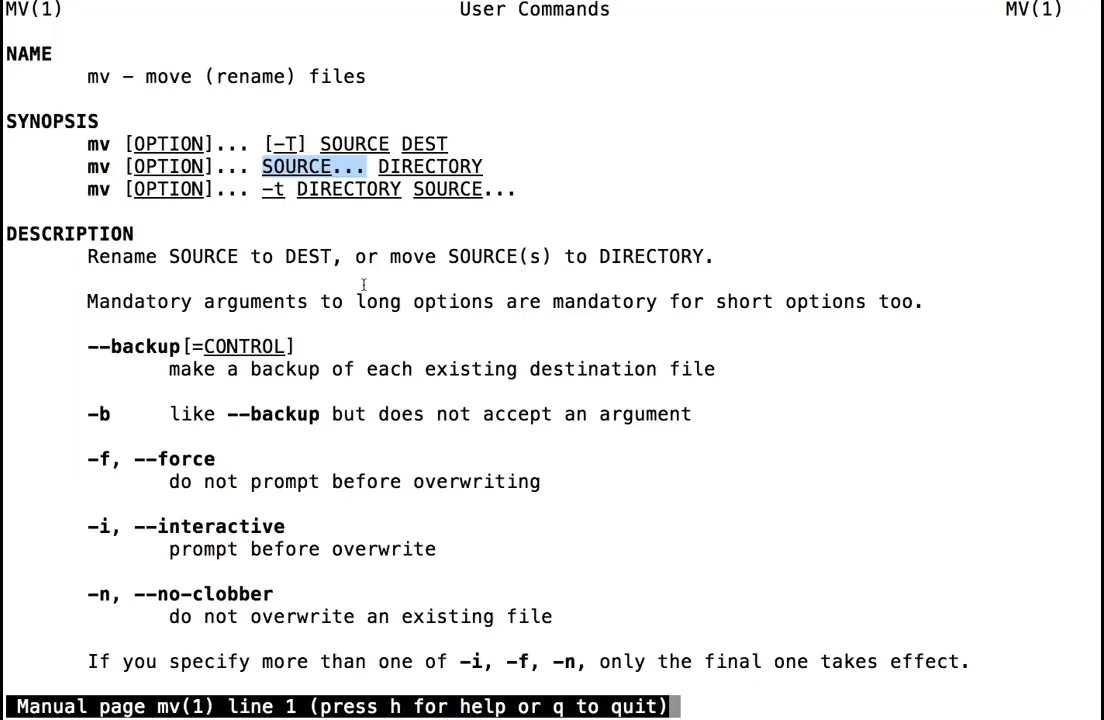 MV(1) User Commands MV(1)
NAME
mv – move (rename) files
SYNOPSIS
mv [OPTION]... [–T] SOURCE DEST
mv [OPTION]... SOURCE... DIRECTORY
mv [OPTION]... –t DIRECTORY SOURCE...
DESCRIPTION
Rename SOURCE to DEST, or move SOURCE(s) to DIRECTORY.
Mandatory arguments to long options are mandatory for short options too.
--backup[=CONTROL]
make a backup of each existing destination file
-b like --backup but does not accept an argument
-f, --force
do not prompt before overwriting
-i, --interactive
prompt before overwrite
-n, --no-clobber
do not overwrite an existing file
If you specify more than one of -i, -f, -n, only the final one takes effect.
Manual page mv(1) line 1 (press h for help or q to quit)